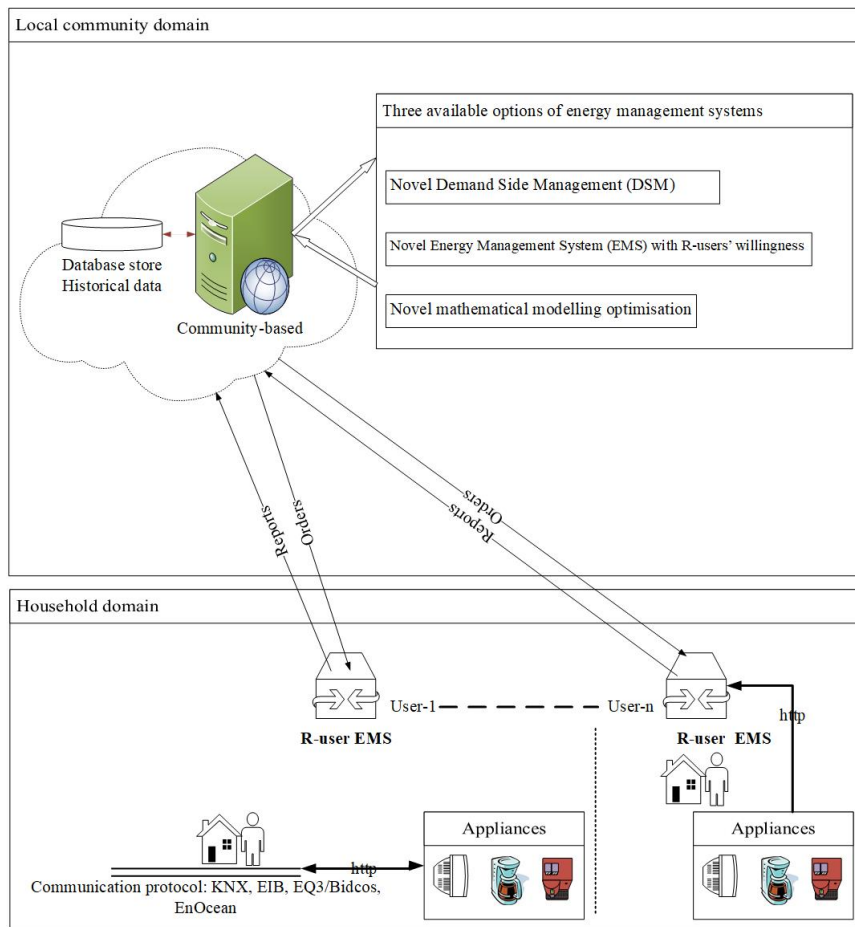 Local community domain
Three available options of energy management systems
Novel Demand Side Management (DSM)
Novel Energy Management System (EMS) with R-users' willingness
Novel mathematical modelling optimisation
Database store
Historical data
Community-based
Reports
Orders
Orders
Reports
Household domain
User-1
User-n
R-user EMS
R-user EMS
http
Appliances
Appliances
http
Communication protocol: KNX, EIB, EQ3/Bidcos,
EnOcean